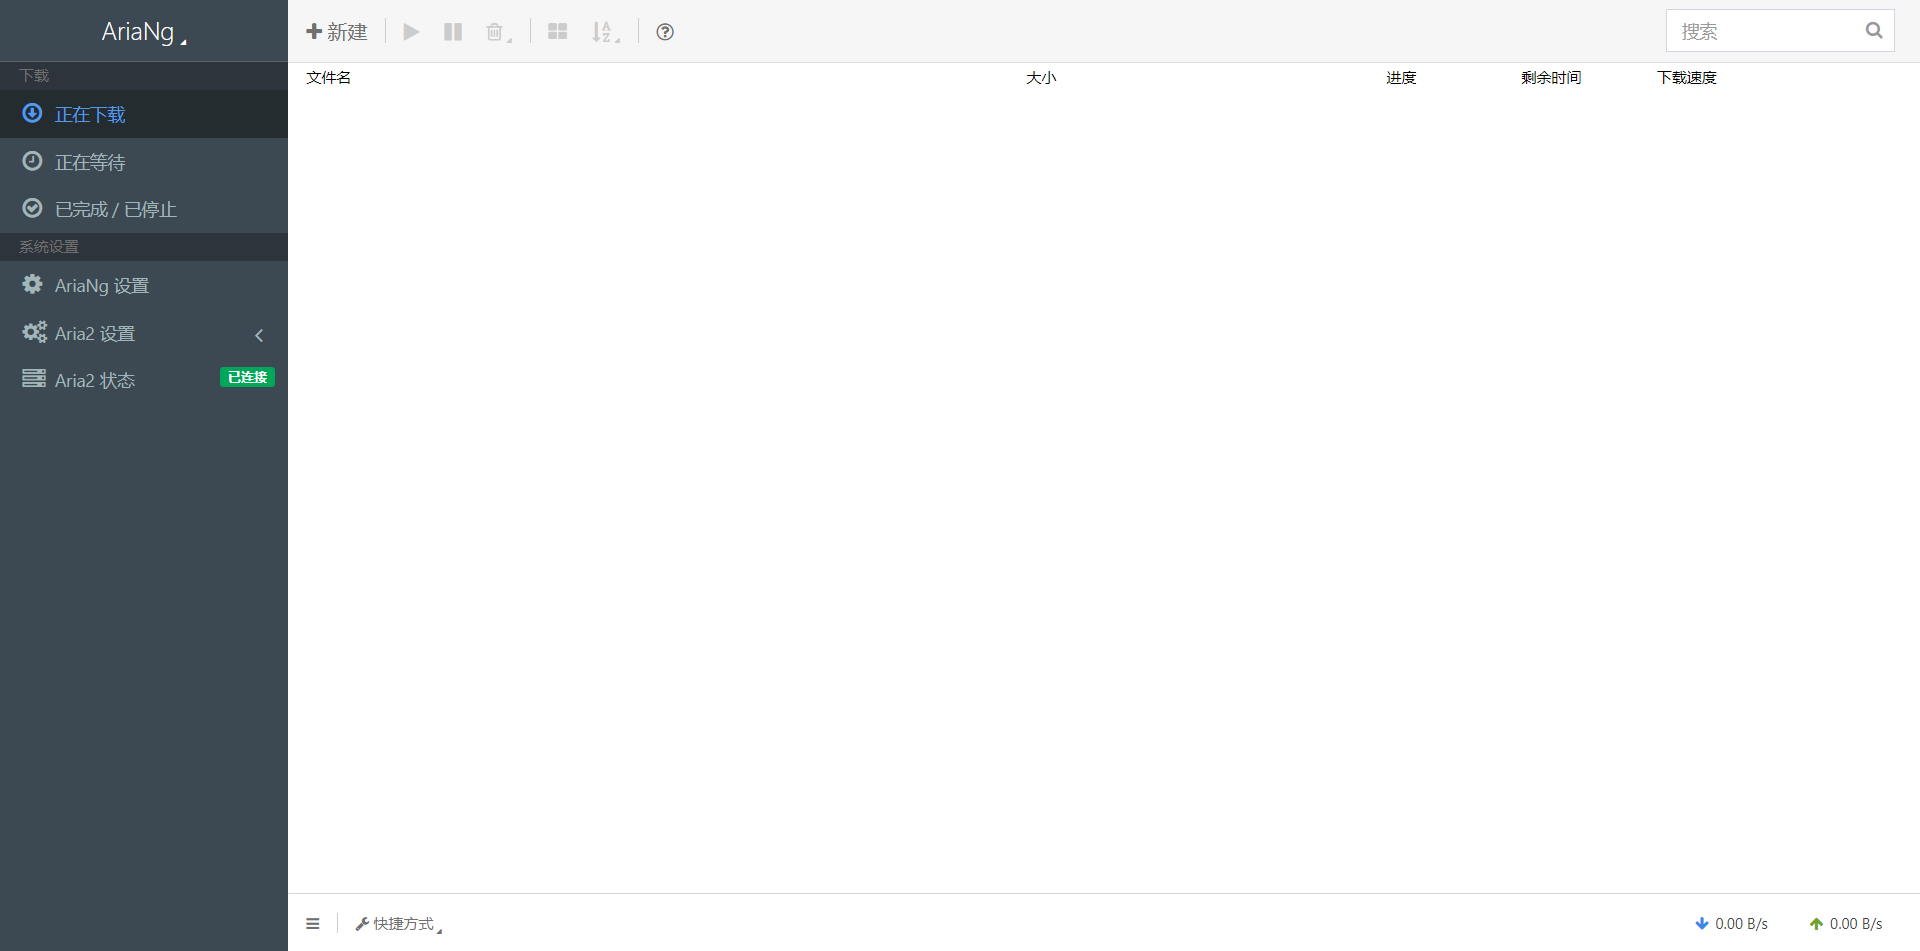 AriaNg
新建
搜索
下载
正在下载
正在等待
已完成 / 已停止
系统设置
AriaNg 设置
Aria2 设置
Aria2 状态 已连接
文件名 大小 进度 剩余时间 下载速度
快捷方式
0.00 B/s 0.00 B/s